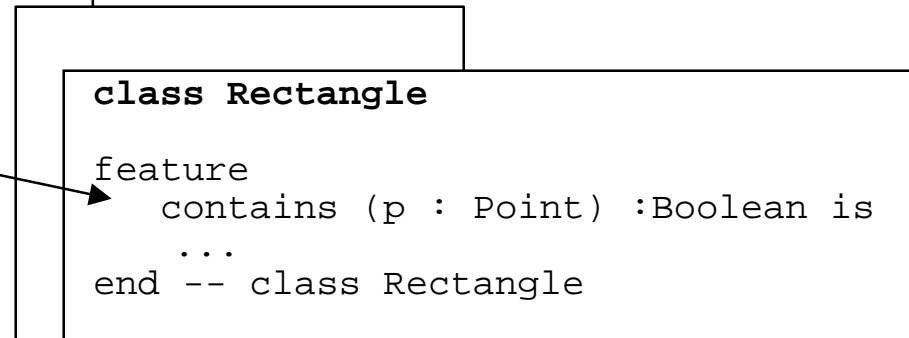 class Rectangle
feature
contains (p : Point) :Boolean is
...
end -- class Rectangle